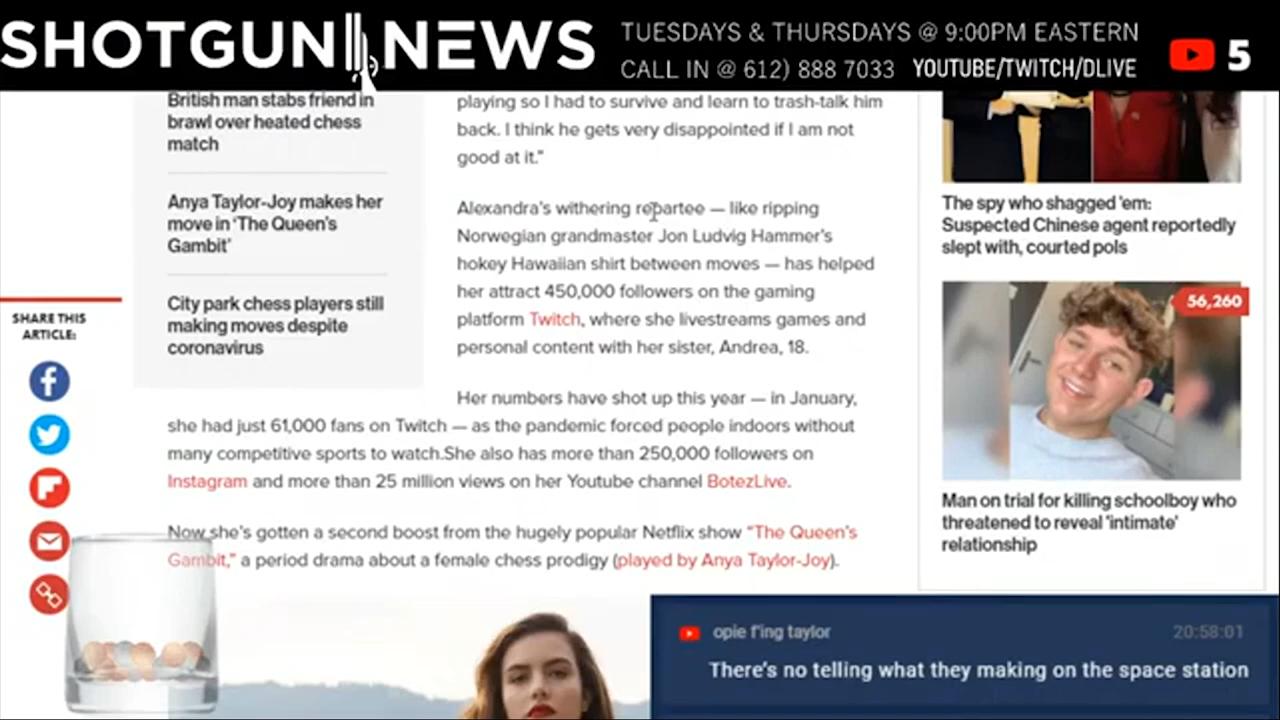 SHOTGUN NEWS
TUESDAYS & THURSDAYS @ 9:00PM EASTERN
CALL IN @ 612) 888 7033 YOUTUBE/TWITCH/DLIVE
5
British man stabs friend in
brawl over heated chess
match
Anya Taylor-Joy makes her
move in ‘The Queen’s
Gambit’
City park chess players still
making moves despite
coronavirus
SHARE THIS
ARTICLE:
playing so I had to survive and learn to trash-talk him
back. I think he gets very disappointed if I am not
good at it.”
Alexandra’s withering repartee — like ripping
Norwegian grandmaster Jon Ludvig Hammer’s
hokey Hawaiian shirt between moves — has helped
her attract 450,000 followers on the gaming
platform Twitch, where she livestreams games and
personal content with her sister, Andrea, 18.
Her numbers have shot up this year — in January,
she had just 61,000 fans on Twitch — as the pandemic forced people indoors without
many competitive sports to watch.She also has more than 250,000 followers on
Instagram and more than 25 million views on her Youtube channel BotezLive.
Now she’s gotten a second boost from the hugely popular Netflix show “The Queen’s
Gambit,” a period drama about a female chess prodigy (played by Anya Taylor-Joy).
The spy who shagged 'em:
Suspected Chinese agent reportedly
slept with, courted pols
56,260
Man on trial for killing schoolboy who
threatened to reveal 'intimate'
relationship
opie f'ing taylor 20:58:01
There's no telling what they making on the space station